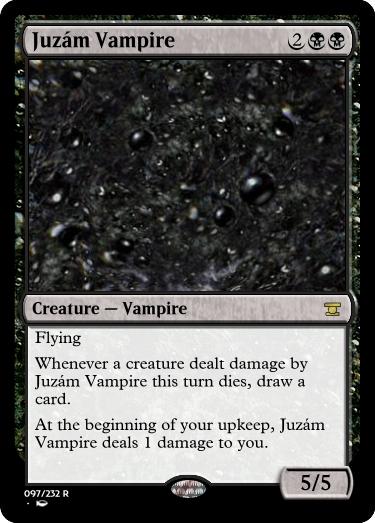 Juzám Vampire 2
Creature — Vampire
Flying
Whenever a creature dealt damage by
Juzám Vampire this turn dies, draw a
card.
At the beginning of your upkeep, Juzám
Vampire deals 1 damage to you.
5/5
097/232 R